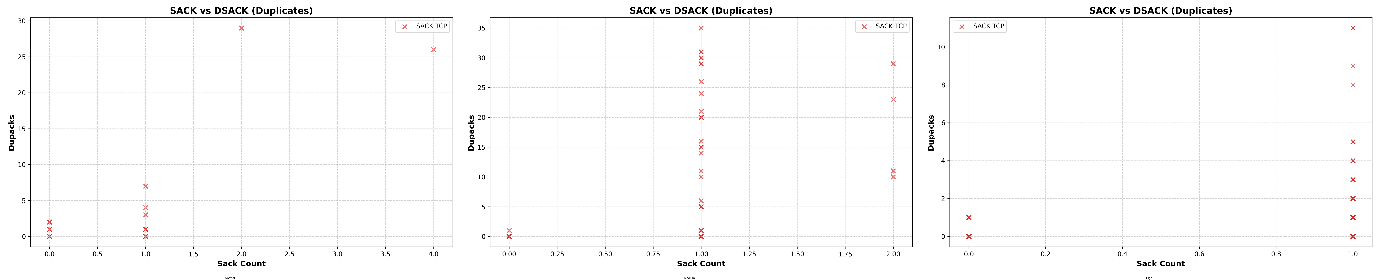 SACK vs DSACK (Duplicates)
SACK TCP
30
25
20
15
10
5
0
Dupacks
0.0 0.5 1.0 1.5 2.0 2.5 3.0 3.5 4.0
Sack Count
SACK vs DSACK (Duplicates)
SACK TCP
35
30
25
20
15
10
5
0
Dupacks
0.00 0.25 0.50 0.75 1.00 1.25 1.50 1.75 2.00
Sack Count
SACK vs DSACK (Duplicates)
SACK TCP
10
8
6
4
2
0
Dupacks
0.0 0.2 0.4 0.6 0.8 1.0
Sack Count